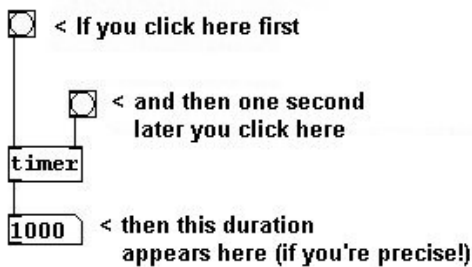 < If you click here first
< and then one second
later you click here
timer
1000
< then this duration
appears here (if you're precise!)